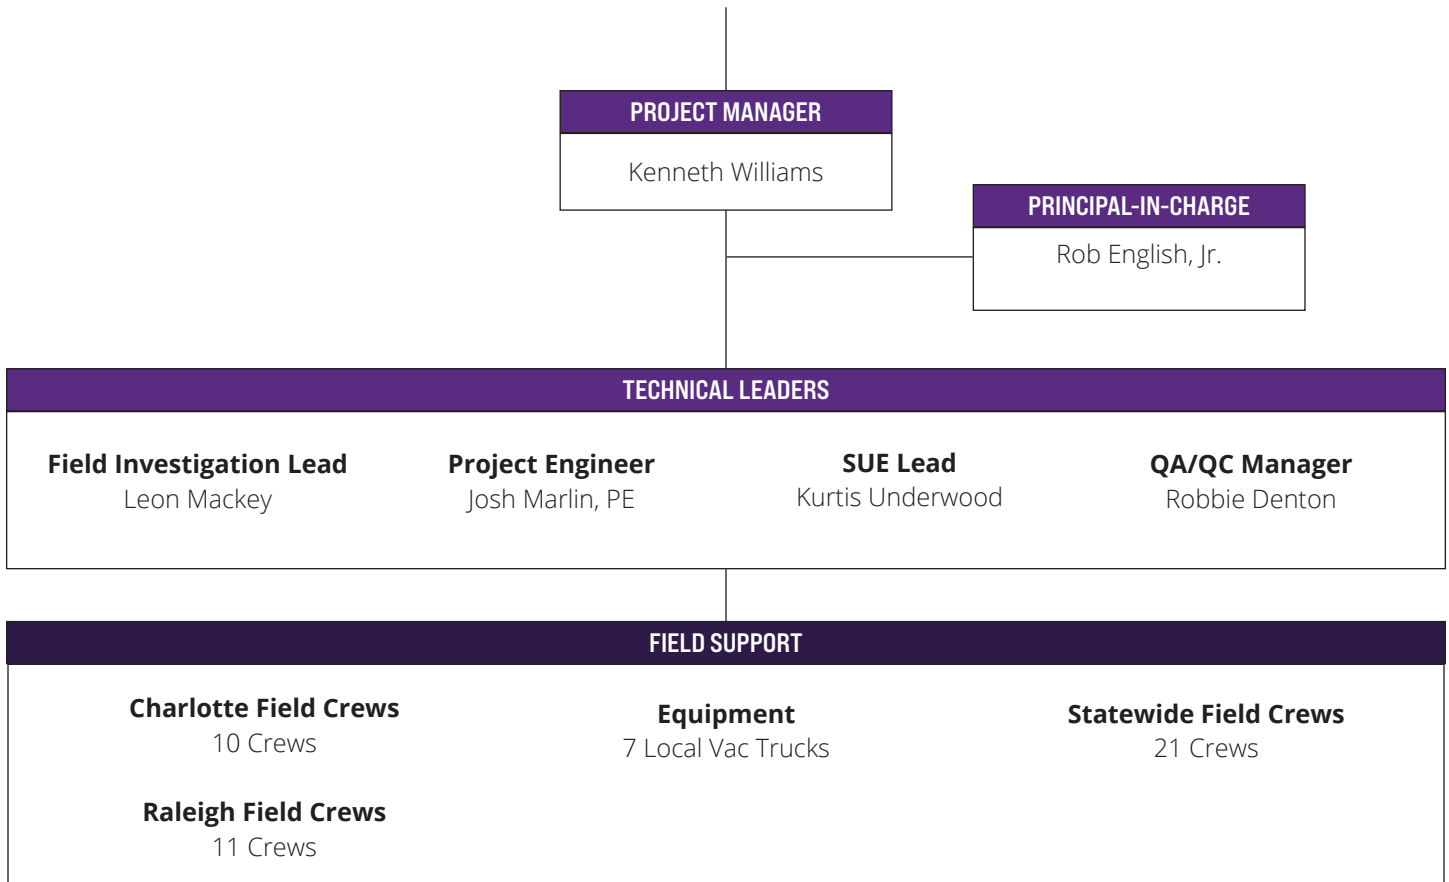 PROJECT MANAGER
Kenneth Williams
PRINCIPAL-IN-CHARGE
Rob English, Jr.
TECHNICAL LEADERS
Field Investigation Lead
Leon Mackey
Project Engineer
Josh Marlin, PE
SUE Lead
Kurtis Underwood
QA/QC Manager
Robbie Denton
FIELD SUPPORT
Charlotte Field Crews
10 Crews
Raleigh Field Crews
11 Crews
Equipment
7 Local Vac Trucks
Statewide Field Crews
21 Crews